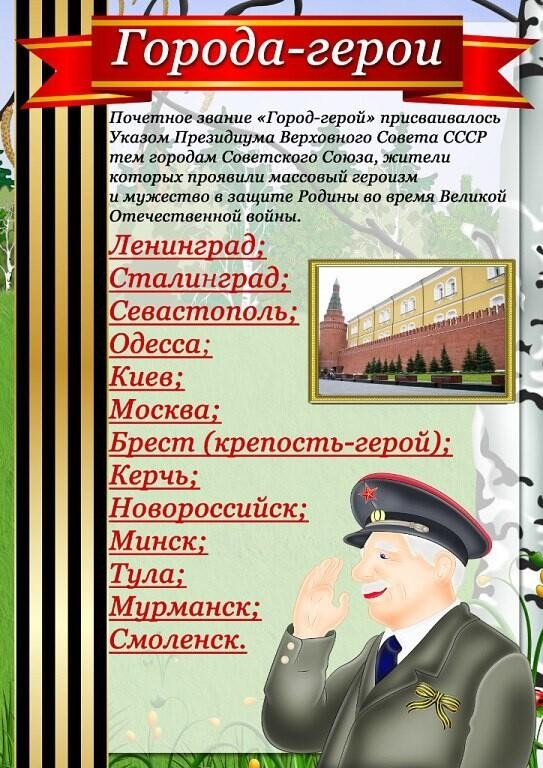 Города-герои
Почетное звание «Город-герой» присваивалось
Указом Президиума Верховного Совета СССР
тем городам Советского Союза, жители
которых проявили массовый героизм
и мужество в защите Родины во время Великой
Отечественной войны.
Ленинград;
Сталинград;
Севастополь;
Одесса;
Киев;
Москва;
Брест (крепость-герой);
Керчь;
Новороссийск;
Минск;
Тула;
Мурманск;
Смоленск.